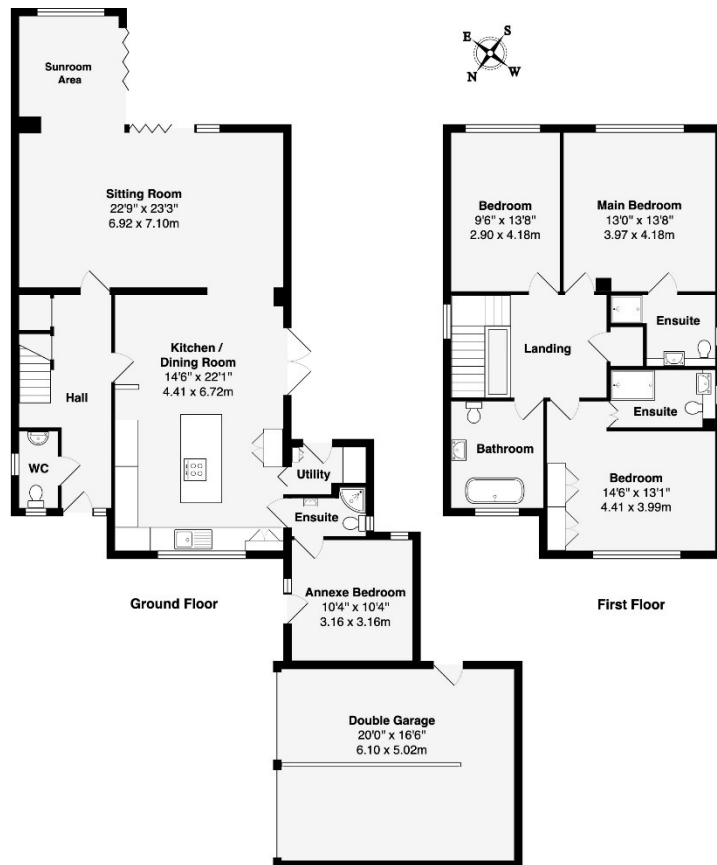 Sunroom
Area
E S
N W
Sitting Room
22'9" x 23'3"
6.92 x 7.10m
Kitchen /
Dining Room
14'6" x 22'1"
4.41 x 6.72m
Hall
WC
Utility
Ensuite
Annexe Bedroom
10'4" x 10'4"
3.16 x 3.16m
Ground Floor
Double Garage
20'0" x 16'6"
6.10 x 5.02m
Bedroom
9'6" x 13'8"
2.90 x 4.18m
Main Bedroom
13'0" x 13'8"
3.97 x 4.18m
Ensuite
Landing
Ensuite
Bathroom
Bedroom
14'6" x 13'1"
4.41 x 3.99m
First Floor